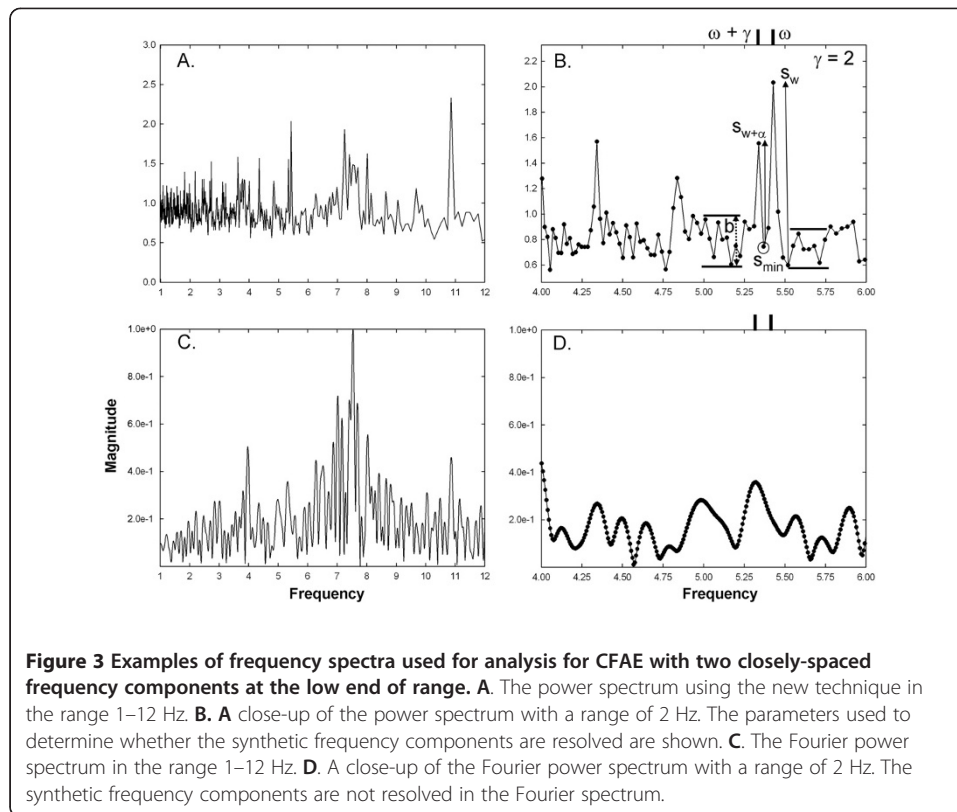 ω + γ ω
3.0
2.5
2.0
1.5
1.0
0.5
0.0
A.
1 2 3 4 5 6 7 8 9 10 11 12
2.2
2.0
1.8
1.6
1.4
1.2
1.0
0.8
0.6
0.4
0.2
0.0
B.
γ = 2
s_w
s_w+α
b
s_min
4.00 4.25 4.50 4.75 5.00 5.25 5.50 5.75 6.00
1.0e+0
8.0e-1
6.0e-1
4.0e-1
2.0e-1
C.
Magnitude
1 2 3 4 5 6 7 8 9 10 11 12
Frequency
1.0e+0
8.0e-1
6.0e-1
4.0e-1
2.0e-1
D.
4.00 4.25 4.50 4.75 5.00 5.25 5.50 5.75 6.00
Frequency
Figure 3 Examples of frequency spectra used for analysis for CFAE with two closely-spaced
frequency components at the low end of range. A. The power spectrum using the new technique in
the range 1–12 Hz. B. A close-up of the power spectrum with a range of 2 Hz. The parameters used to
determine whether the synthetic frequency components are resolved are shown. C. The Fourier power
spectrum in the range 1–12 Hz. D. A close-up of the Fourier power spectrum with a range of 2 Hz. The
synthetic frequency components are not resolved in the Fourier spectrum.